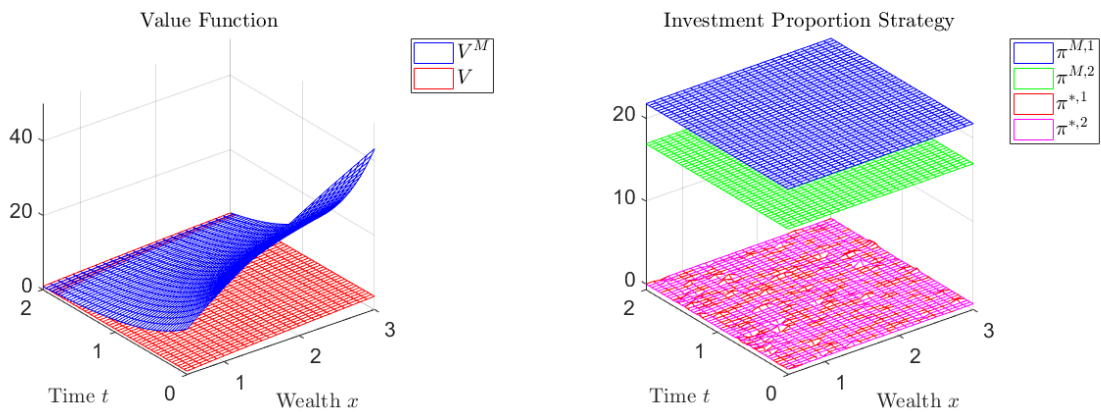 Value Function
V^M
V
40
20
0
2
1
0
Time t
1
2
3
Wealth x
Investment Proportion Strategy
π^{M,1}
π^{M,2}
π^{*,1}
π^{*,2}
20
10
0
2
1
0
Time t
1
2
3
Wealth x